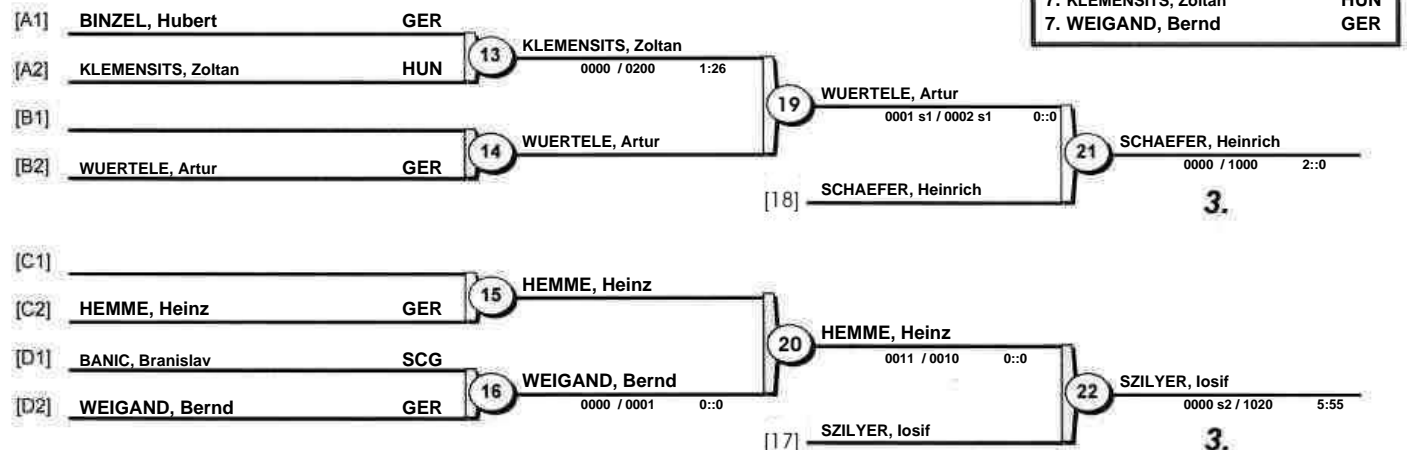 7. KLEMENSITS, Zoltan HUN
7. WEIGAND, Bernd GER
[A1] BINZEL, Hubert GER
13 KLEMENSITS, Zoltan
0000 / 0200 1:26
[A2] KLEMENSITS, Zoltan HUN
19 WUERTELE, Artur
0001 s1 / 0002 s1 0::0
[B1]
14 WUERTELE, Artur
[B2] WUERTELE, Artur GER
21 SCHAEFER, Heinrich
0000 / 1000 2::0
[18] SCHAEFER, Heinrich
3.
[C1]
15 HEMME, Heinz
[C2] HEMME, Heinz GER
20 HEMME, Heinz
0011 / 0010 0::0
[D1] BANIC, Branislav SCG
16 WEIGAND, Bernd
0000 / 0001 0::0
[D2] WEIGAND, Bernd GER
22 SZILYER, Iosif
0000 s2 / 1020 5:55
[17] SZILYER, Iosif
3.